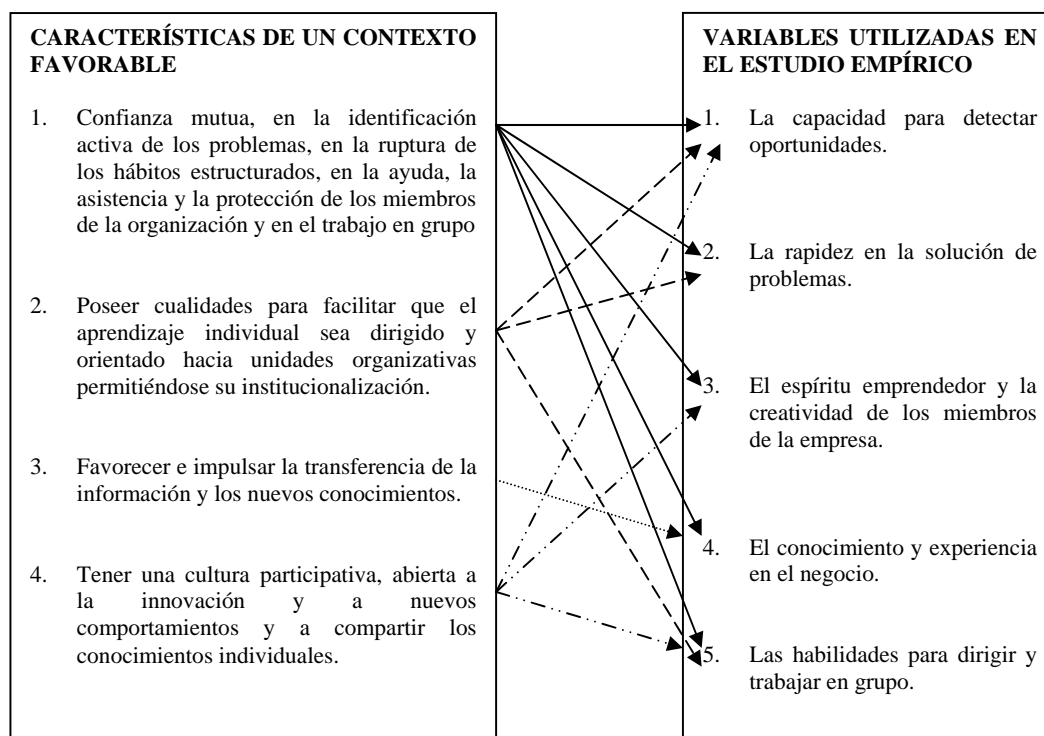 CARACTERÍSTICAS DE UN CONTEXTO
FAVORABLE
1. Confianza mutua, en la identificación
activa de los problemas, en la ruptura de
los hábitos estructurados, en la ayuda, la
asistencia y la protección de los miembros
de la organización y en el trabajo en grupo
2. Poseer cualidades para facilitar que el
aprendizaje individual sea dirigido y
orientado hacia unidades organizativas
permitiéndose su institucionalización.
3. Favorecer e impulsar la transferencia de la
información y los nuevos conocimientos.
4. Tener una cultura participativa, abierta a
la innovación y a nuevos
comportamientos y a compartir los
conocimientos individuales.
VARIABLES UTILIZADAS EN
EL ESTUDIO EMPÍRICO
1. La capacidad para detectar
oportunidades.
2. La rapidez en la solución de
problemas.
3. El espíritu emprendedor y la
creatividad de los miembros
de la empresa.
4. El conocimiento y experiencia
en el negocio.
5. Las habilidades para dirigir y
trabajar en grupo.